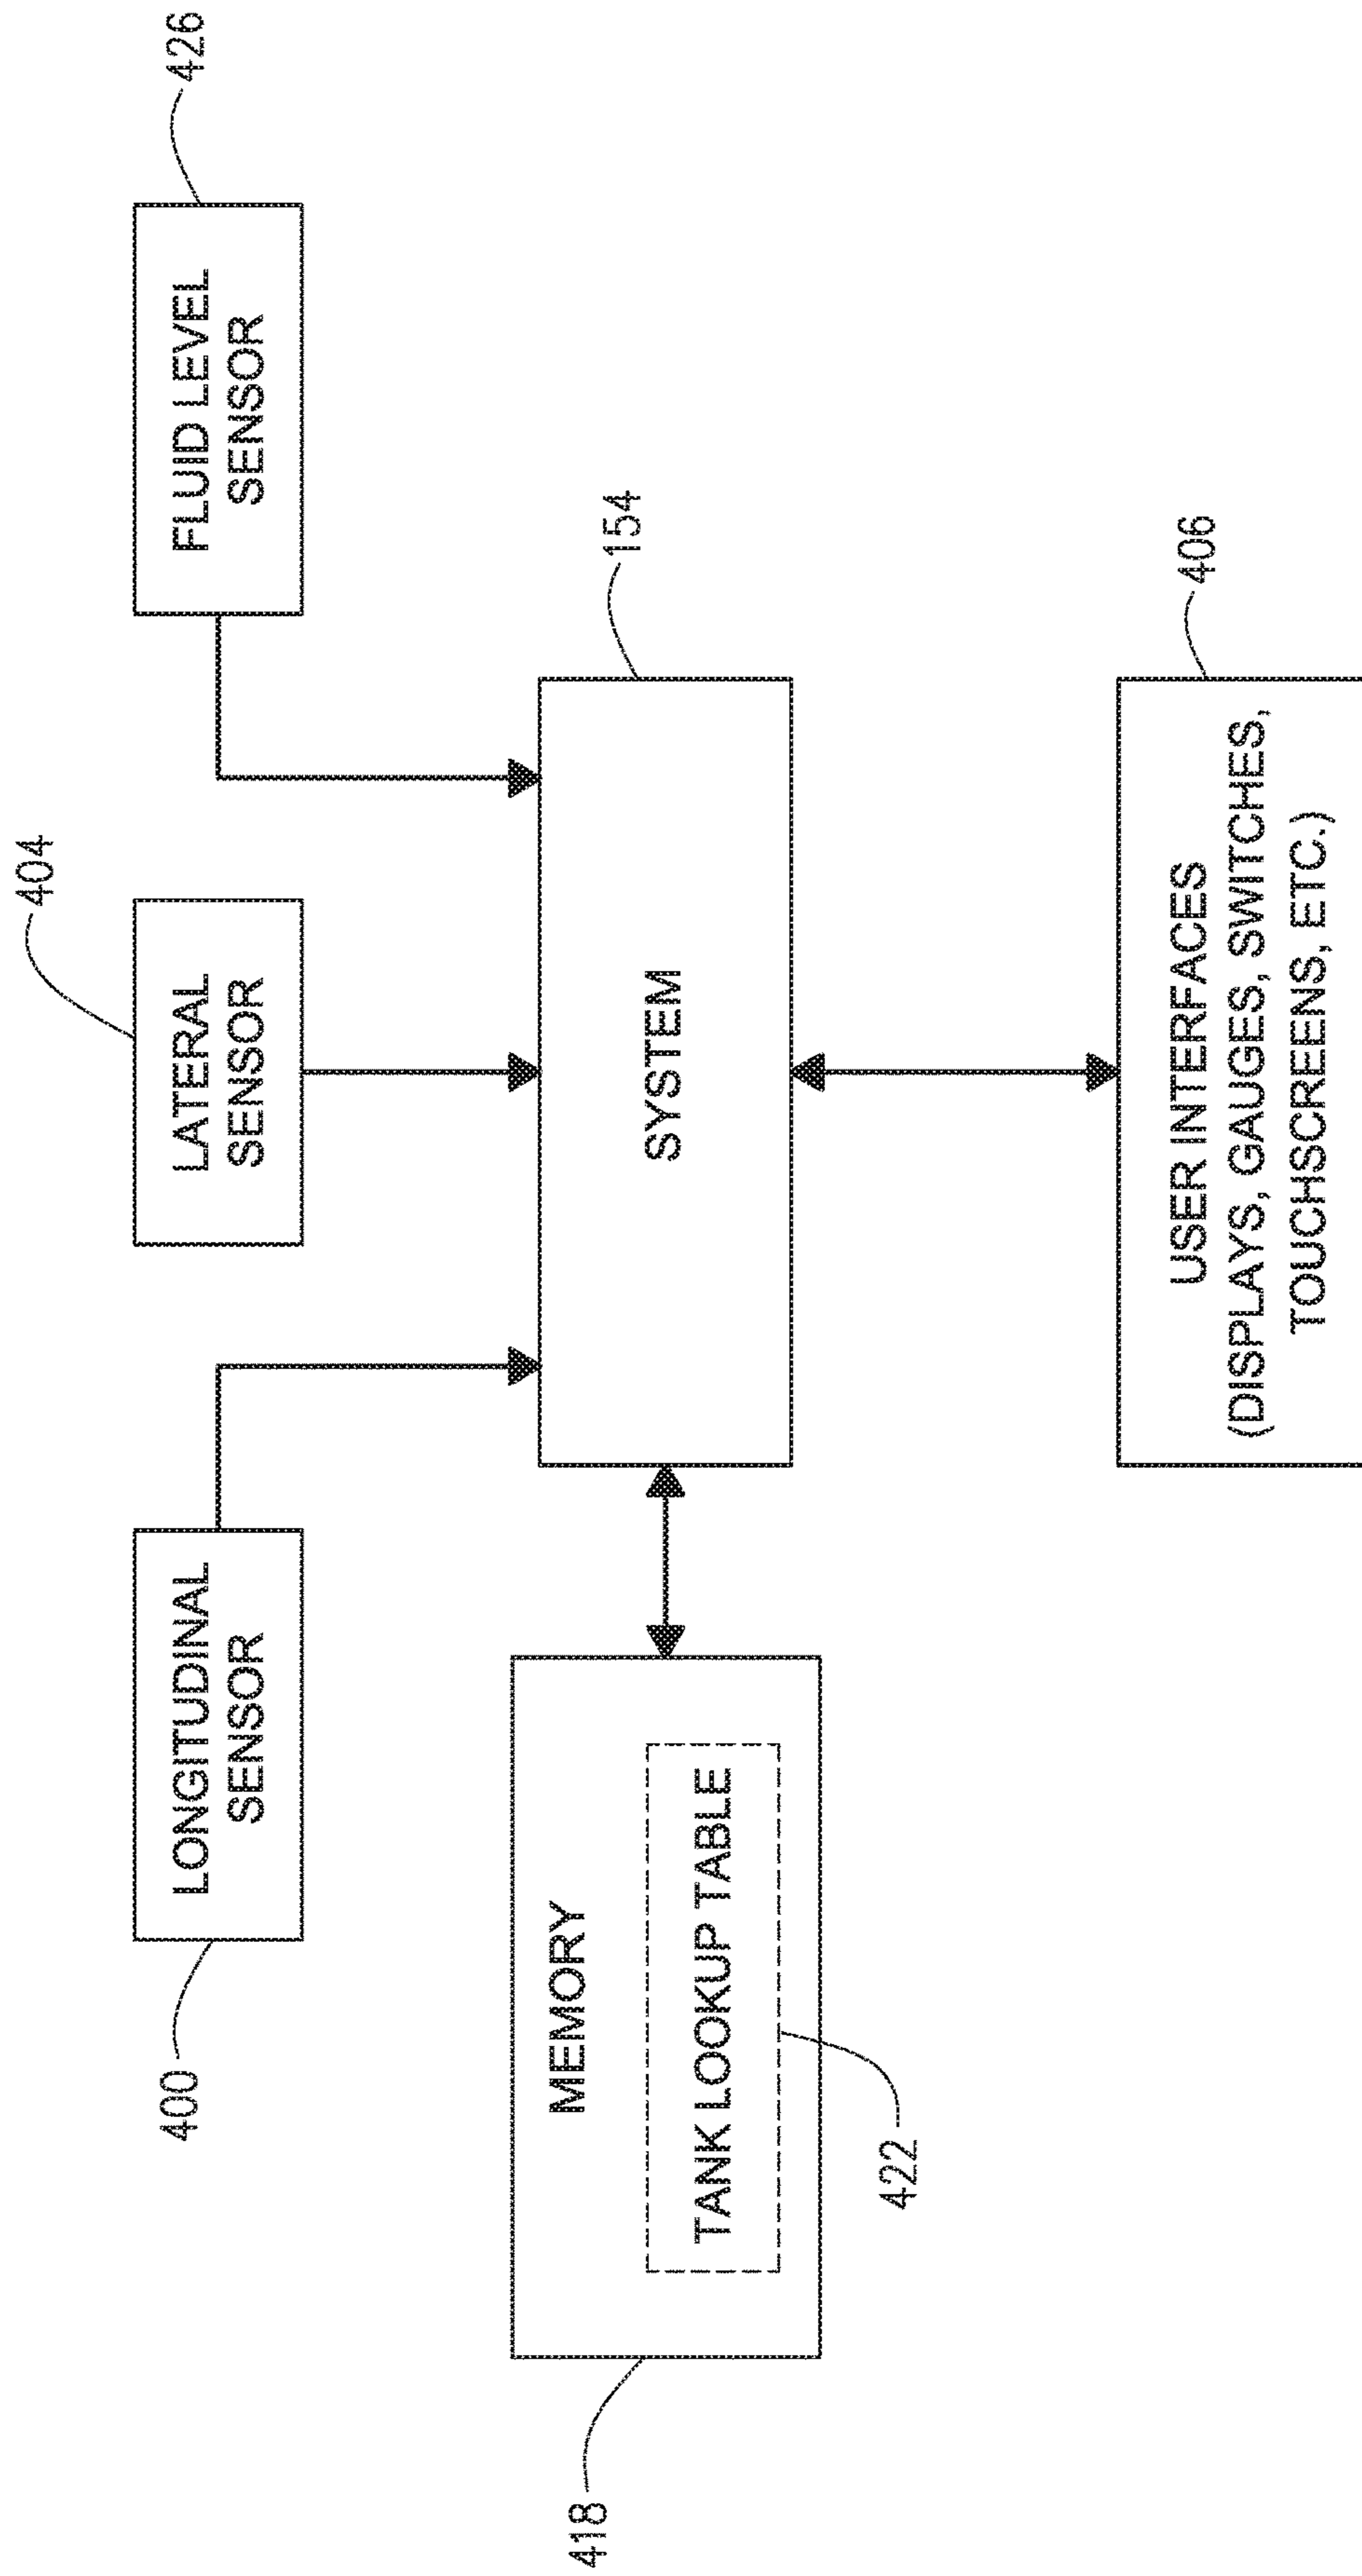 400
LONGITUDINAL
SENSOR
404
LATERAL
SENSOR
426
FLUID LEVEL
SENSOR
418
MEMORY
TANK LOOKUP TABLE
422
154
SYSTEM
406
USER INTERFACES
(DISPLAYS, GAUGES, SWITCHES,
TOUCHSCREENS, ETC.)